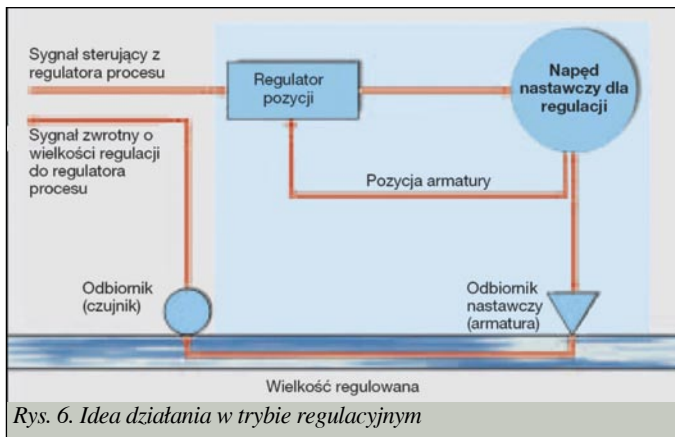 Sygnał sterujący z
regulatora procesu
Regulator
pozycji
Napęd
nastawczy dla
regulacji
Sygnał zwrotny o
wielkości regulacji
do regulatora
procesu
Pozycja armatury
Odbiornik
(czujnik)
Odbiornik
nastawczy
(armatura)
Wielkość regulowana
Rys. 6. Idea działania w trybie regulacyjnym